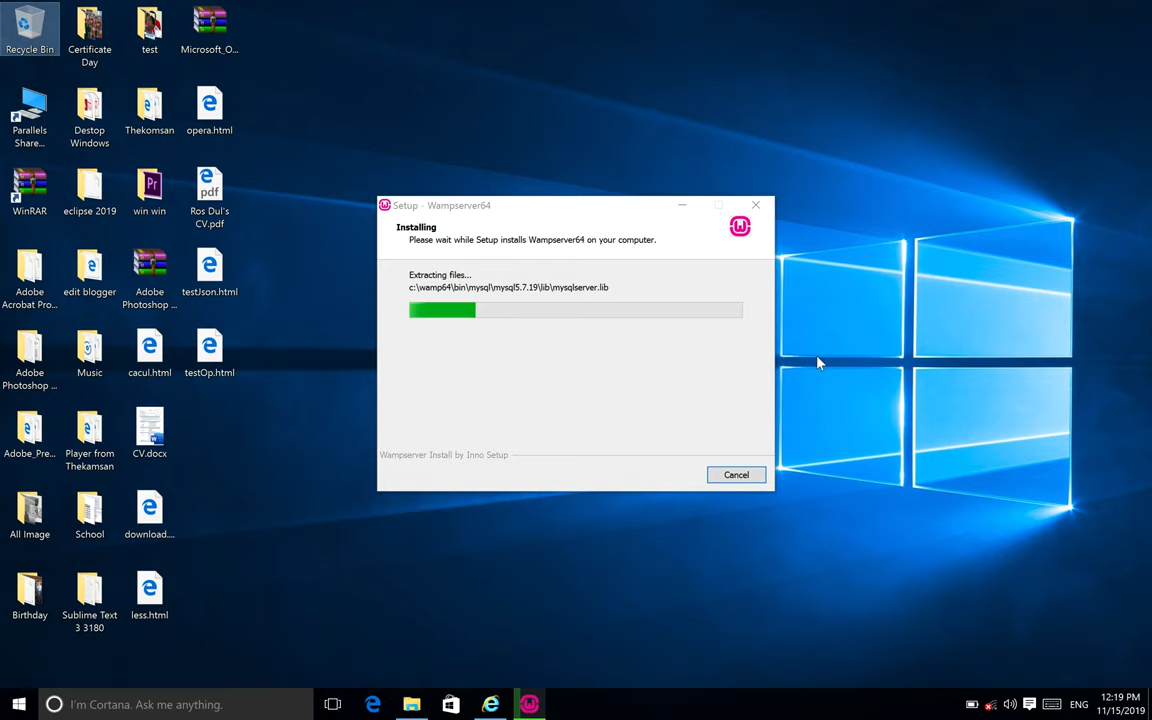 Recycle Bin
Certificate
Day
test
Microsoft_O...
Parallels
Share...
Destop
Windows
Thekomsan
opera.html
WinRAR
eclipse 2019
win win
Pr
pdf
Ros Dul's
CV.pdf
Adobe
Acrobat Pro...
edit blogger
Adobe
Photoshop ...
testJson.html
Adobe
Photoshop ...
Music
cacul.html
testOp.html
Adobe_Pre...
Player from
Thekamsan
CV.docx
All Image
School
download....
Birthday
Sublime Text
3 3180
less.html
Setup - Wampserver64
Installing
Please wait while Setup installs Wampserver64 on your computer.
Extracting files...
c:\wamp64\bin\mysql\mysql5.7.19\lib\mysqlserver.lib
Wampserver Install by Inno Setup
Cancel
I'm Cortana. Ask me anything.
ENG
12:19 PM
11/15/2019